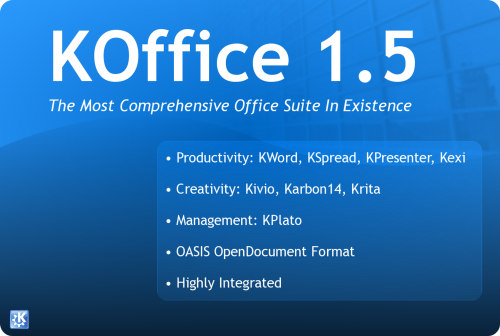 KOffice 1.5
The Most Comprehensive Office Suite In Existence
• Productivity: KWord, KSpread, KPresenter, Kexi
• Creativity: Kivio, Karbon14, Krita
• Management: KPlato
• OASIS OpenDocument Format
• Highly Integrated
K